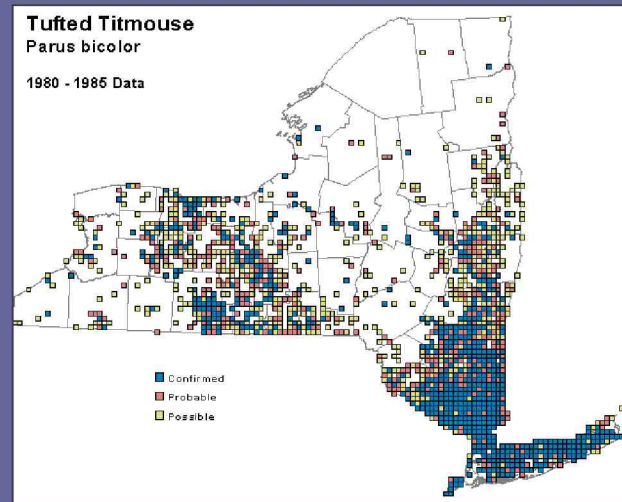 Tufted Titmouse
Parus bicolor
1980 - 1985 Data
Confirmed
Probable
Possible